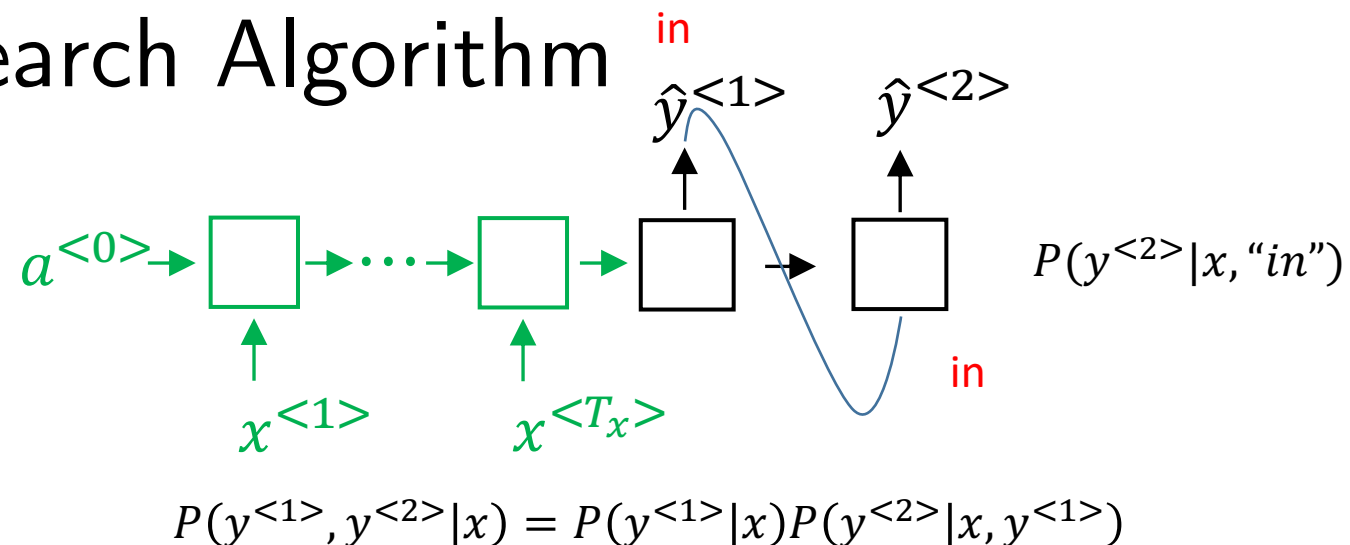 earch Algorithm
in
ŷ<1> ŷ<2>
a<0> ... P(y<2>|x, “in”)
in
x<1> x<Tx>
P(y<1>, y<2>|x) = P(y<1>|x)P(y<2>|x, y<1>)